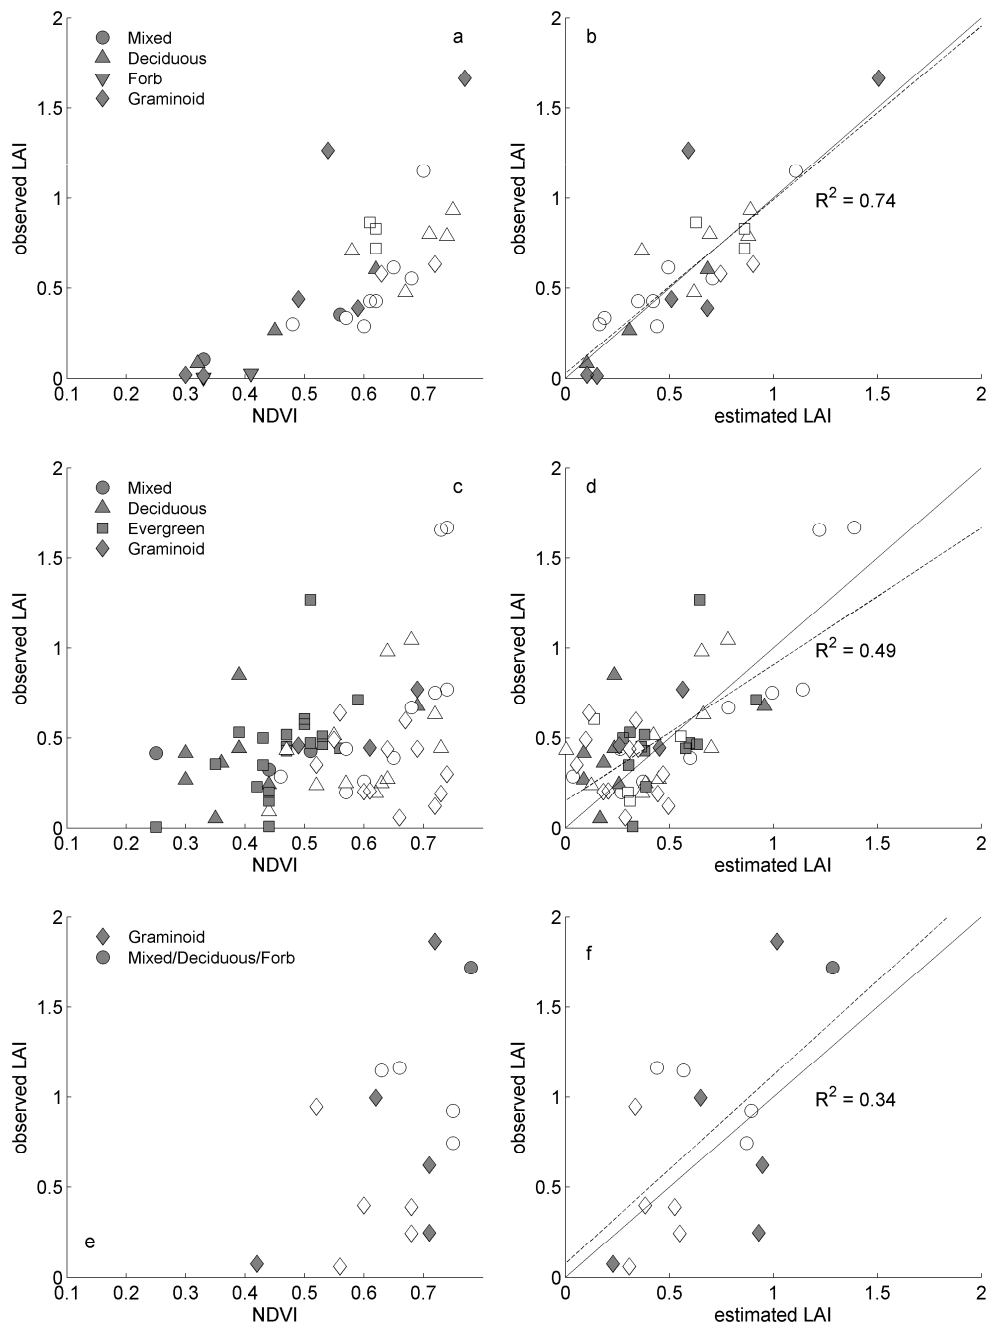 2
1.5
1
0.5
0
observed LAI
Mixed
Deciduous
Forb
Graminoid
a
0.1 0.2 0.3 0.4 0.5 0.6 0.7
NDVI
2
1.5
1
0.5
0
observed LAI
b
R2 = 0.74
0 0.5 1 1.5 2
estimated LAI
2
1.5
1
0.5
0
observed LAI
Mixed
Deciduous
Evergreen
Graminoid
c
0.1 0.2 0.3 0.4 0.5 0.6 0.7
NDVI
2
1.5
1
0.5
0
observed LAI
d
R2 = 0.49
0 0.5 1 1.5 2
estimated LAI
2
1.5
1
0.5
0
observed LAI
Graminoid
Mixed/Deciduous/Forb
e
0.1 0.2 0.3 0.4 0.5 0.6 0.7
NDVI
2
1.5
1
0.5
0
observed LAI
f
R2 = 0.34
0 0.5 1 1.5 2
estimated LAI